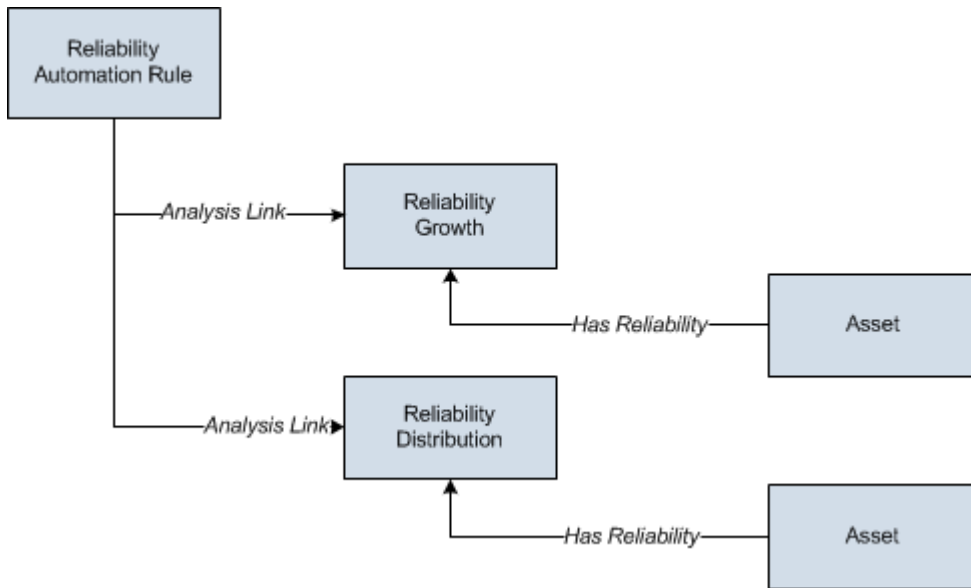 Reliability
Automation Rule
Analysis Link
Reliability
Growth
Has Reliability
Asset
Analysis Link
Reliability
Distribution
Has Reliability
Asset